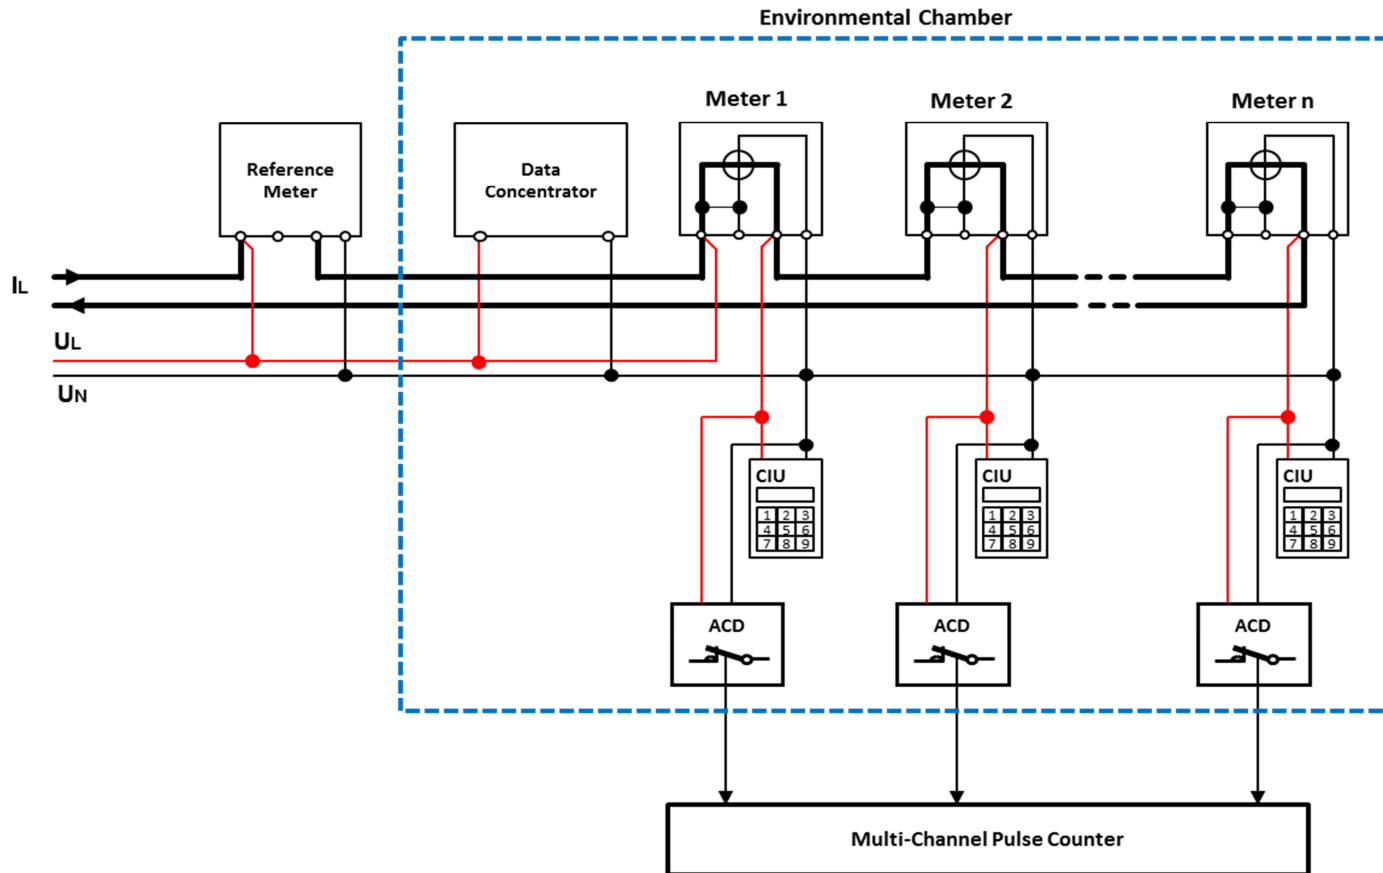 Environmental Chamber
Meter 1
Meter 2
Meter n
Reference
Meter
Data
Concentrator
IL
UL
UN
CIU
1 2 3
4 5 6
7 8 9
CIU
1 2 3
4 5 6
7 8 9
CIU
1 2 3
4 5 6
7 8 9
ACD
ACD
ACD
Multi-Channel Pulse Counter